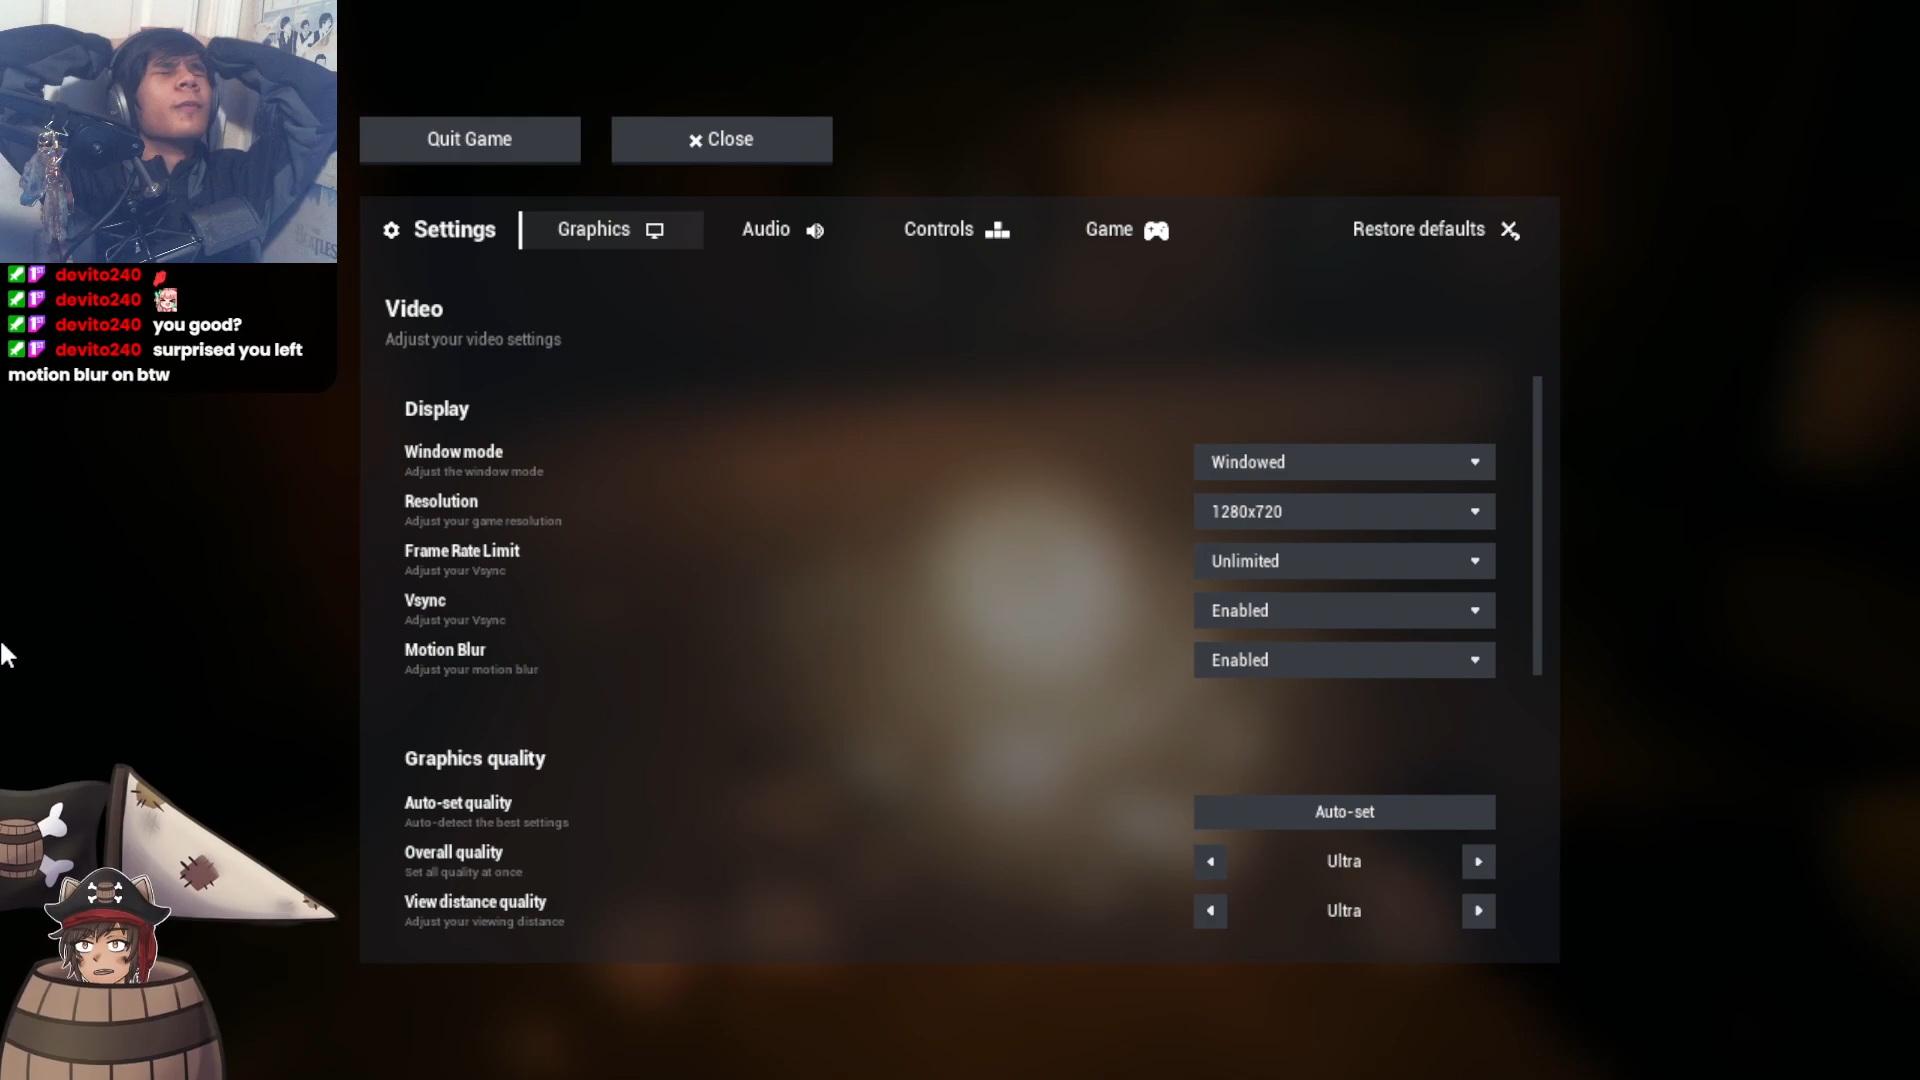 devito240
devito240
devito240 you good?
devito240 surprised you left
motion blur on btw
Quit Game
Close
Settings
Graphics
Audio
Controls
Game
Restore defaults
Video
Adjust your video settings
Display
Window mode
Adjust the window mode
Windowed
Resolution
Adjust your game resolution
1280x720
Frame Rate Limit
Adjust your Vsync
Unlimited
Vsync
Adjust your Vsync
Enabled
Motion Blur
Adjust your motion blur
Enabled
Graphics quality
Auto-set quality
Auto-detect the best settings
Auto-set
Overall quality
Set all quality at once
Ultra
View distance quality
Adjust your viewing distance
Ultra